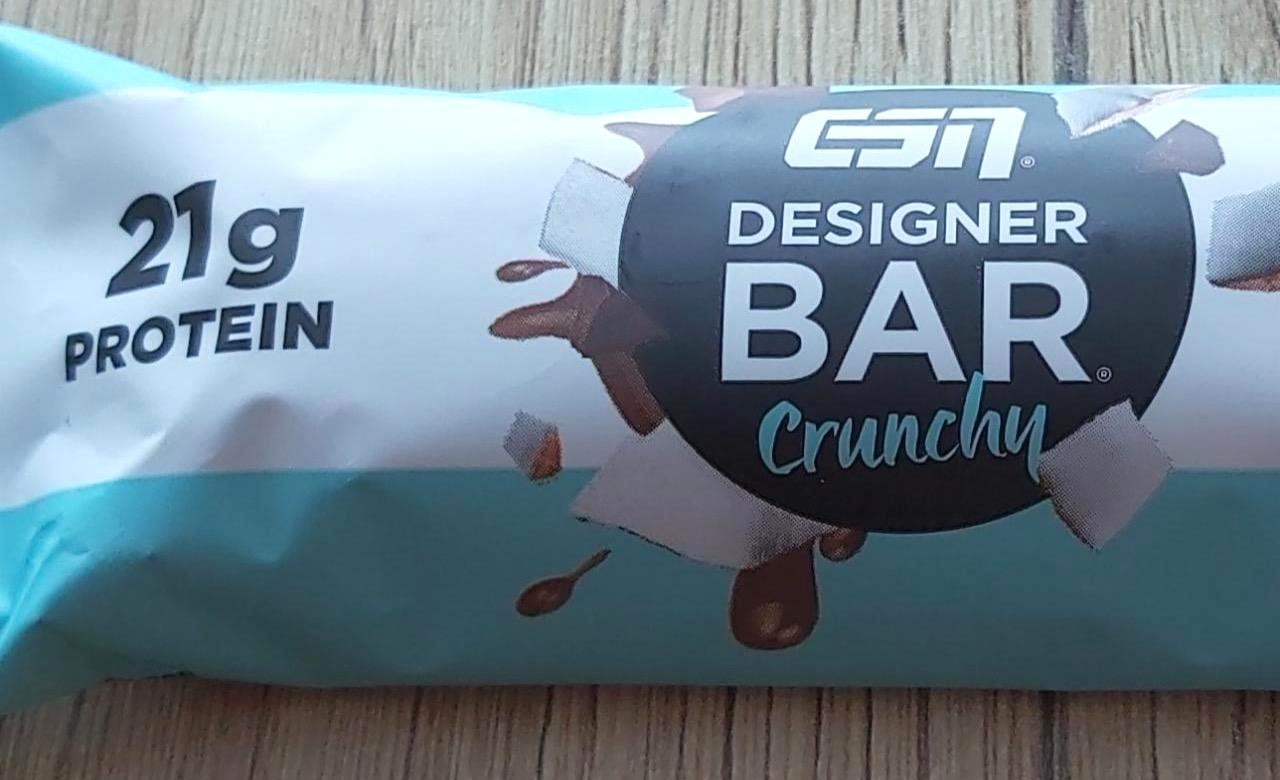 21g
PROTEIN
ESN®
DESIGNER
BAR®
Crunchy